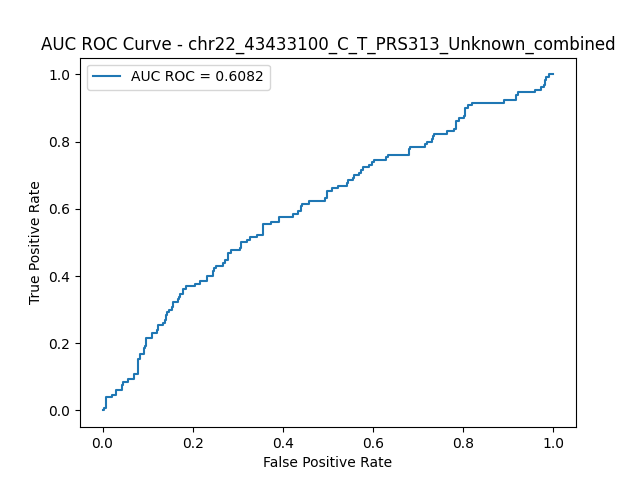 AUC ROC Curve - chr22_43433100_C_T_PRS313_Unknown_combined
AUC ROC = 0.6082
1.0
0.8
0.6
0.4
0.2
0.0
True Positive Rate
0.0 0.2 0.4 0.6 0.8 1.0
False Positive Rate